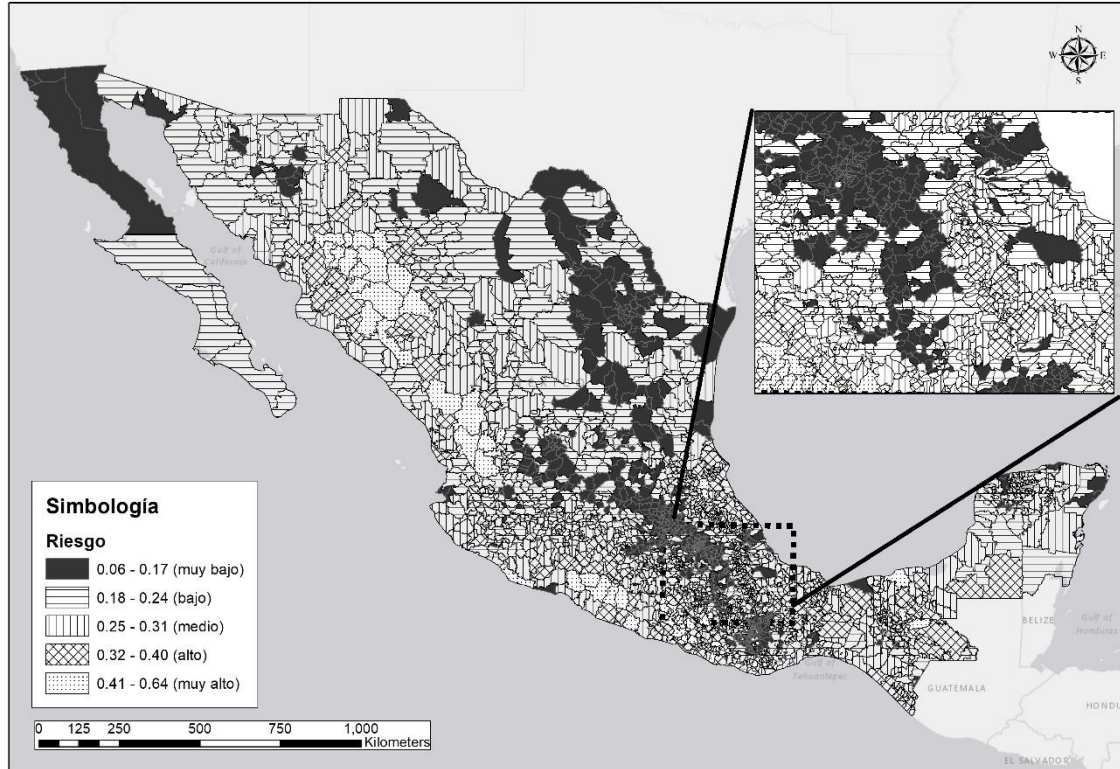 N
W E
S
Gulf of
California
Simbología
Riesgo
0.06 - 0.17 (muy bajo)
0.18 - 0.24 (bajo)
0.25 - 0.31 (medio)
0.32 - 0.40 (alto)
0.41 - 0.64 (muy alto)
0 125 250 500 750 1,000
Kilometers
BELIZE
Gulf of
Honduras
Gulf of
Tehuantepec
GUATEMALA
HONDU
EL SALVADOR